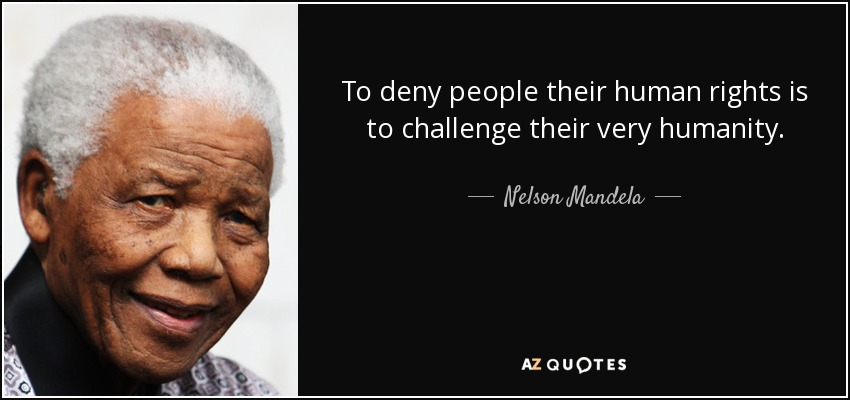 To deny people their human rights is
to challenge their very humanity.
Nelson Mandela
AZ QUOTES